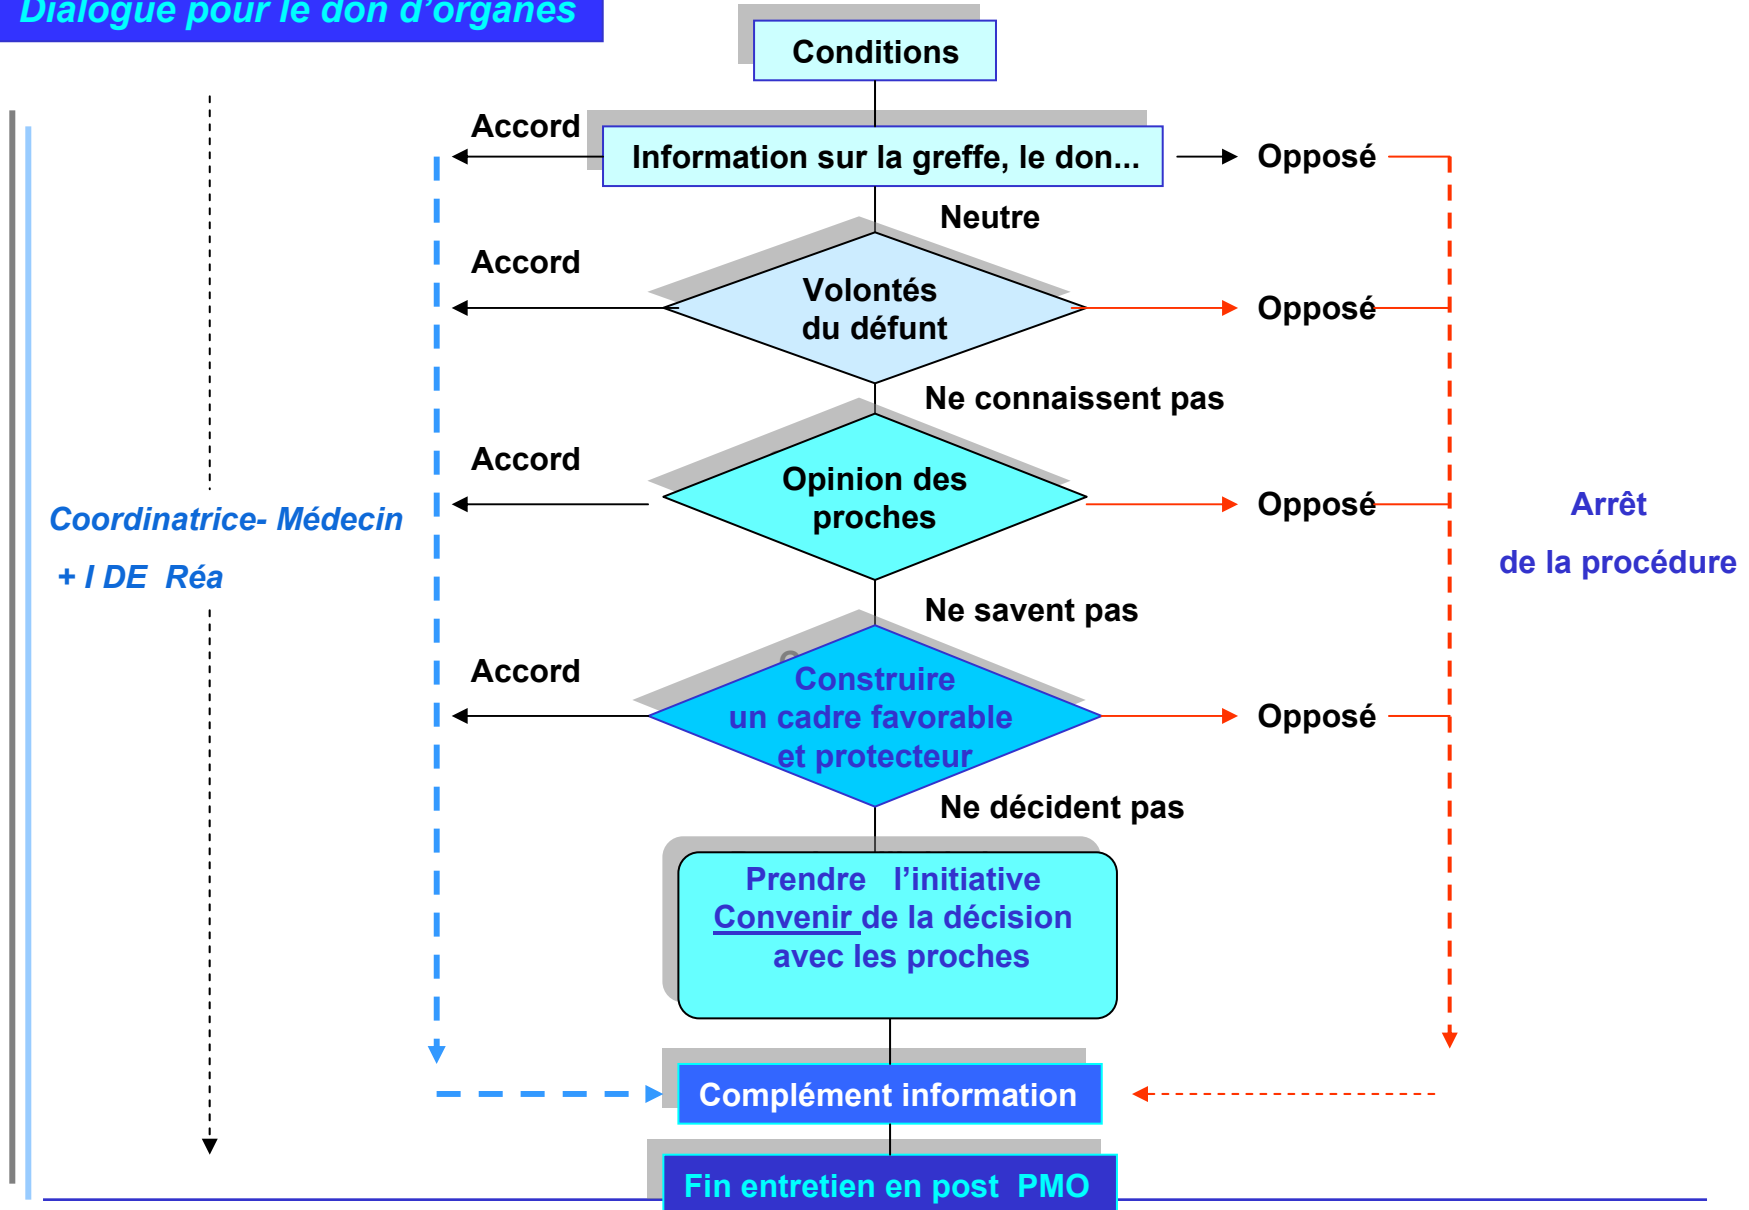 Dialogue pour le don d’organes
Conditions
Accord
Information sur la greffe, le don...
Opposé
Neutre
Accord
Volontés
du défunt
Opposé
Ne connaissent pas
Accord
Opinion des
proches
Opposé
Coordinatrice- Médecin
+ I DE Réa
Arrêt
de la procédure
Ne savent pas
Accord
Construire
un cadre favorable
et protecteur
Opposé
Ne décident pas
Prendre l’initiative
Convenir de la décision
avec les proches
Complément information
Fin entretien en post PMO